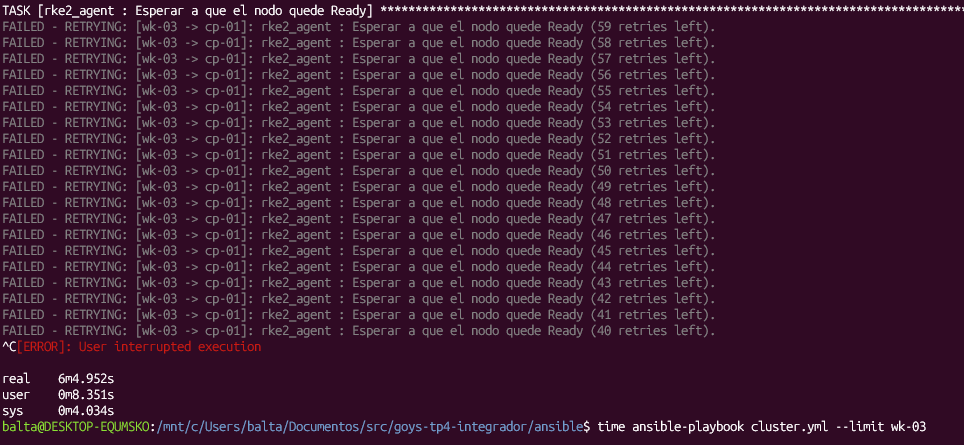 TASK [rke2_agent : Esperar a que el nodo quede Ready] ***********************************************************************************
FAILED - RETRYING: [wk-03 -> cp-01]: rke2_agent : Esperar a que el nodo quede Ready (59 retries left).
FAILED - RETRYING: [wk-03 -> cp-01]: rke2_agent : Esperar a que el nodo quede Ready (58 retries left).
FAILED - RETRYING: [wk-03 -> cp-01]: rke2_agent : Esperar a que el nodo quede Ready (57 retries left).
FAILED - RETRYING: [wk-03 -> cp-01]: rke2_agent : Esperar a que el nodo quede Ready (56 retries left).
FAILED - RETRYING: [wk-03 -> cp-01]: rke2_agent : Esperar a que el nodo quede Ready (55 retries left).
FAILED - RETRYING: [wk-03 -> cp-01]: rke2_agent : Esperar a que el nodo quede Ready (54 retries left).
FAILED - RETRYING: [wk-03 -> cp-01]: rke2_agent : Esperar a que el nodo quede Ready (53 retries left).
FAILED - RETRYING: [wk-03 -> cp-01]: rke2_agent : Esperar a que el nodo quede Ready (52 retries left).
FAILED - RETRYING: [wk-03 -> cp-01]: rke2_agent : Esperar a que el nodo quede Ready (51 retries left).
FAILED - RETRYING: [wk-03 -> cp-01]: rke2_agent : Esperar a que el nodo quede Ready (50 retries left).
FAILED - RETRYING: [wk-03 -> cp-01]: rke2_agent : Esperar a que el nodo quede Ready (49 retries left).
FAILED - RETRYING: [wk-03 -> cp-01]: rke2_agent : Esperar a que el nodo quede Ready (48 retries left).
FAILED - RETRYING: [wk-03 -> cp-01]: rke2_agent : Esperar a que el nodo quede Ready (47 retries left).
FAILED - RETRYING: [wk-03 -> cp-01]: rke2_agent : Esperar a que el nodo quede Ready (46 retries left).
FAILED - RETRYING: [wk-03 -> cp-01]: rke2_agent : Esperar a que el nodo quede Ready (45 retries left).
FAILED - RETRYING: [wk-03 -> cp-01]: rke2_agent : Esperar a que el nodo quede Ready (44 retries left).
FAILED - RETRYING: [wk-03 -> cp-01]: rke2_agent : Esperar a que el nodo quede Ready (43 retries left).
FAILED - RETRYING: [wk-03 -> cp-01]: rke2_agent : Esperar a que el nodo quede Ready (42 retries left).
FAILED - RETRYING: [wk-03 -> cp-01]: rke2_agent : Esperar a que el nodo quede Ready (41 retries left).
FAILED - RETRYING: [wk-03 -> cp-01]: rke2_agent : Esperar a que el nodo quede Ready (40 retries left).
^C[ERROR]: User interrupted execution
real 6m4.952s
user 0m8.351s
sys 0m4.034s
balta@DESKTOP-EQUMSKO:/mnt/c/Users/balta/Documentos/src/goys-tp4-integrador/ansible$ time ansible-playbook cluster.yml --limit wk-03